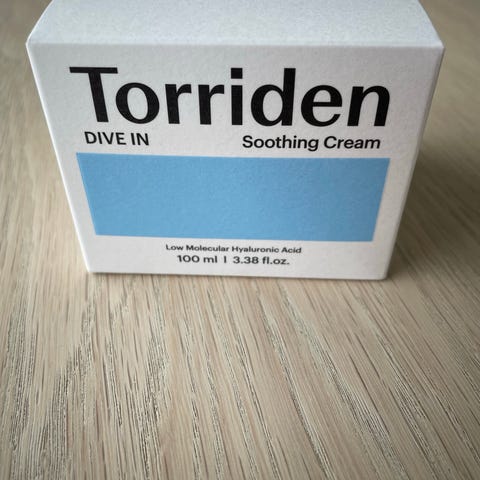 Torriden
DIVE IN Soothing Cream
Low Molecular Hyaluronic Acid
100 ml | 3.38 fl.oz.